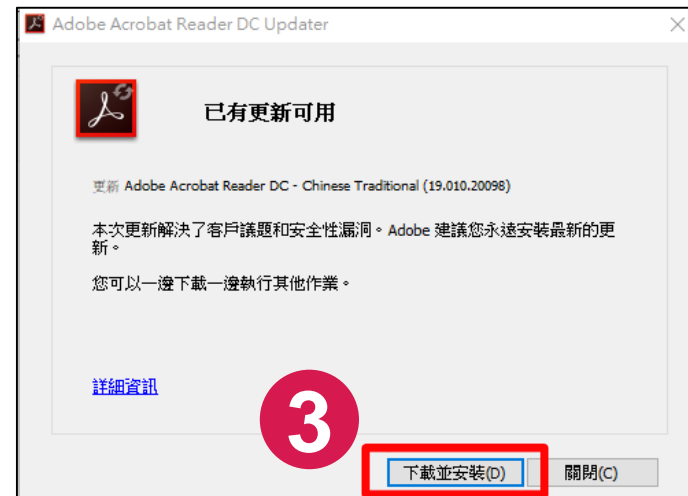 Adobe Acrobat Reader DC Updater
已有更新可用
更新 Adobe Acrobat Reader DC - Chinese Traditional (19.010.20098)
本次更新解決了客戶議題和安全性漏洞。Adobe 建議您永遠安裝最新的更
新。
您可以一邊下載一邊執行其他作業。
詳細資訊
3
下載並安裝(D) 關閉(C)